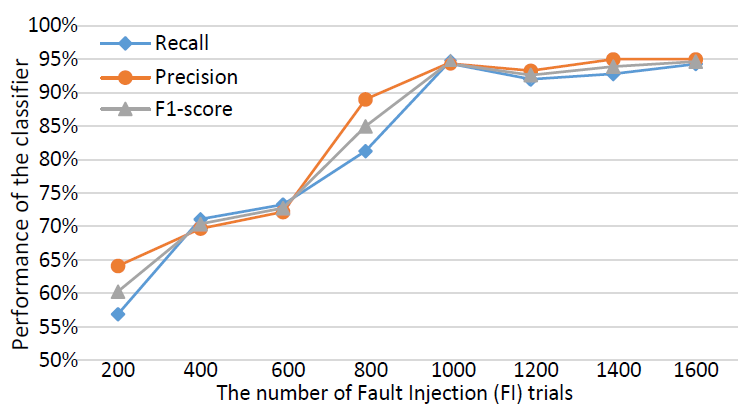 100%
95%
90%
85%
80%
75%
70%
65%
60%
55%
50%
Performance of the classifier
Recall
Precision
F1-score
200 400 600 800 1000 1200 1400 1600
The number of Fault Injection (FI) trials